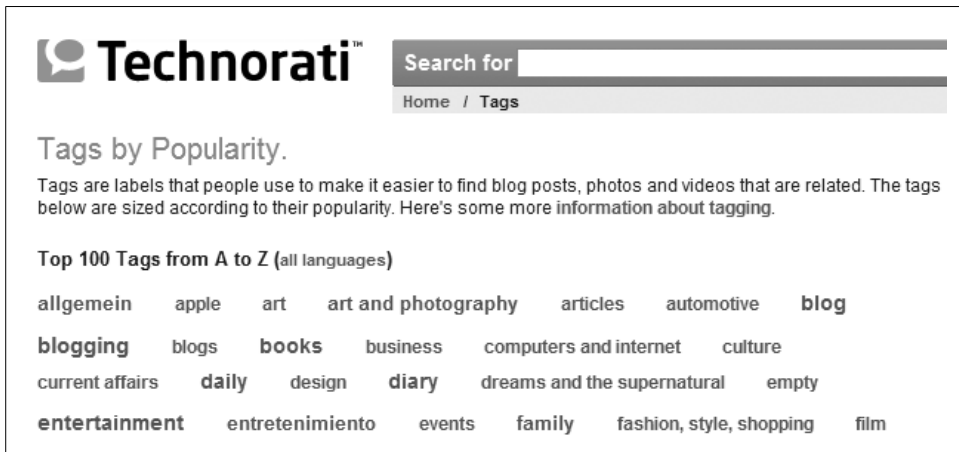 Technorati™
Search for
Home / Tags
Tags by Popularity.
Tags are labels that people use to make it easier to find blog posts, photos and videos that are related. The tags
below are sized according to their popularity. Here's some more information about tagging.
Top 100 Tags from A to Z (all languages)
allgemein apple art art and photography articles automotive blog
blogging blogs books business computers and internet culture
current affairs daily design diary dreams and the supernatural empty
entertainment entretenimiento events family fashion, style, shopping film